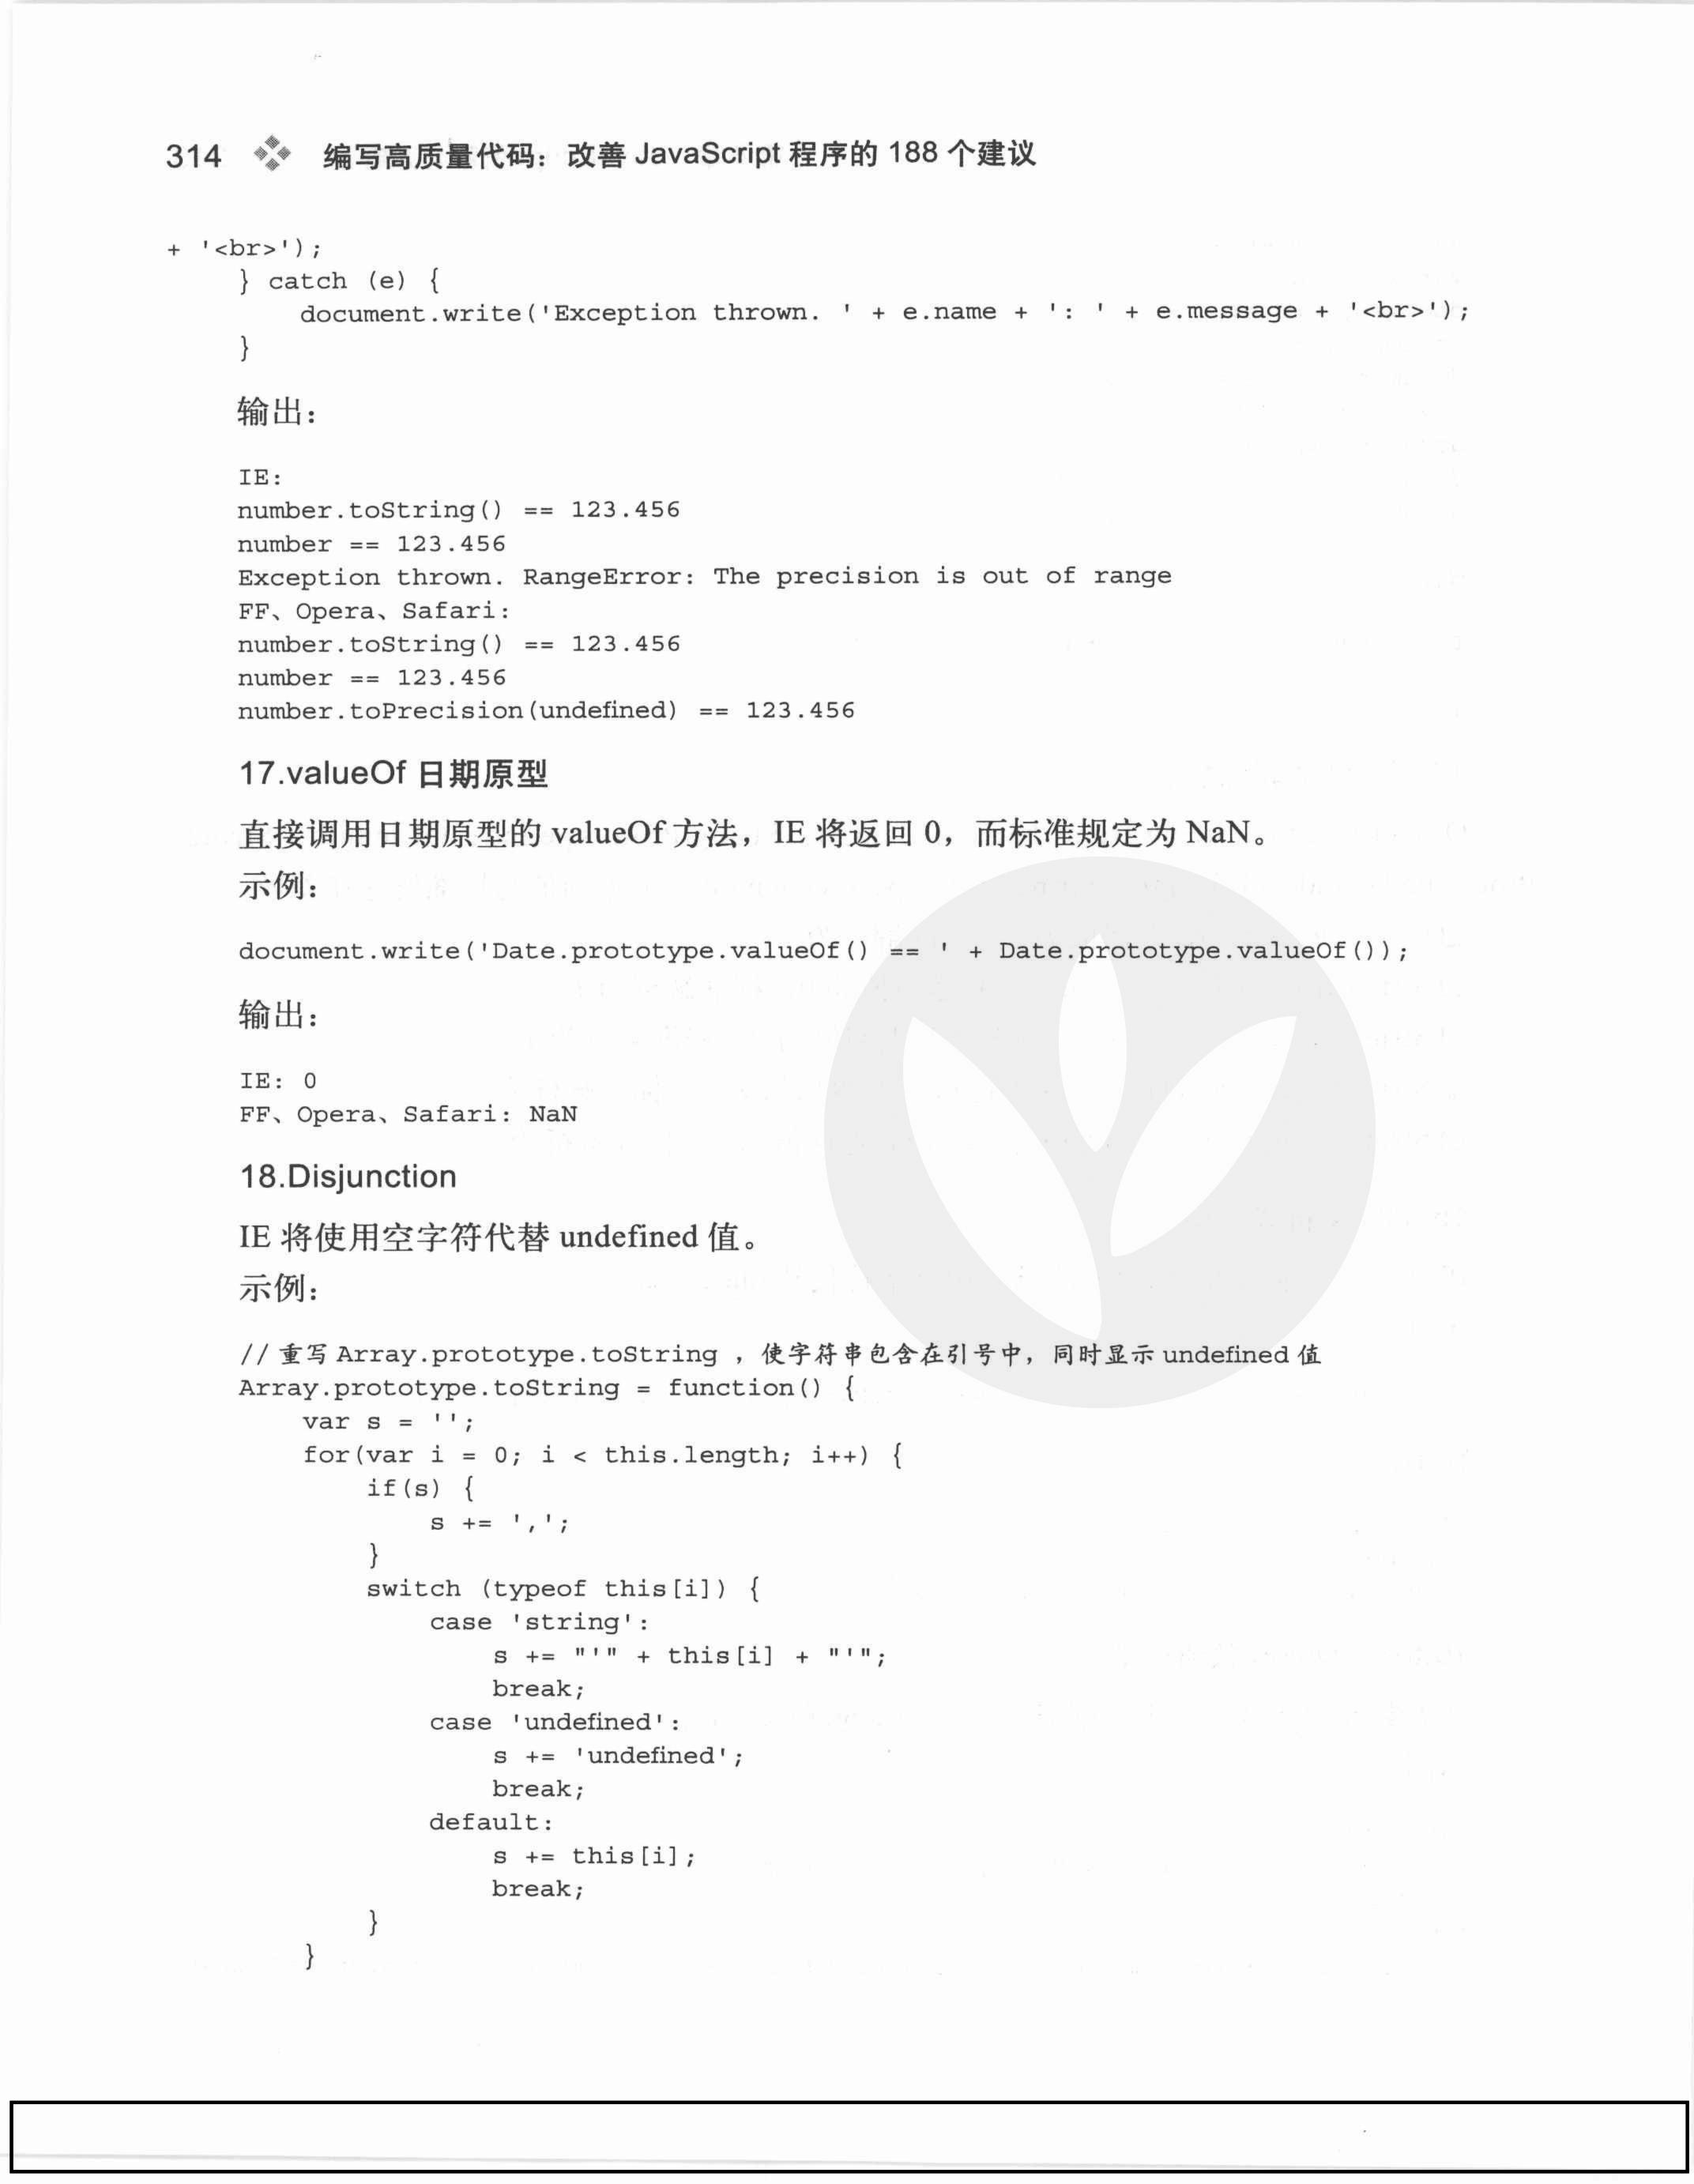 314 编写高质量代码：改善 JavaScript 程序的 188 个建议
+ '<br>');
} catch (e) {
document.write('Exception thrown. ' + e.name + ': ' + e.message + '<br>');
}
输出：
IE:
number.toString() == 123.456
number == 123.456
Exception thrown. RangeError: The precision is out of range
FF、Opera、Safari:
number.toString() == 123.456
number == 123.456
number.toPrecision(undefined) == 123.456
17.valueOf 日期原型
直接调用日期原型的 valueOf 方法，IE 将返回 0，而标准规定为 NaN。
示例：
document.write('Date.prototype.valueOf() == ' + Date.prototype.valueOf());
输出：
IE: 0
FF、Opera、Safari: NaN
18.Disjunction
IE 将使用空字符代替 undefined 值。
示例：
// 重写 Array.prototype.toString ，使字符串包含在引号中，同时显示 undefined 值
Array.prototype.toString = function() {
var s = '';
for(var i = 0; i < this.length; i++) {
if(s) {
s += ',';
}
switch (typeof this[i]) {
case 'string':
s += "'" + this[i] + "'";
break;
case 'undefined':
s += 'undefined';
break;
default:
s += this[i];
break;
}
}